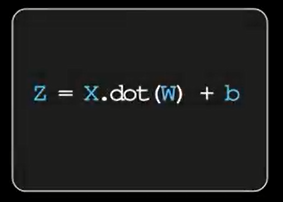 Z = X.dot(W) + b